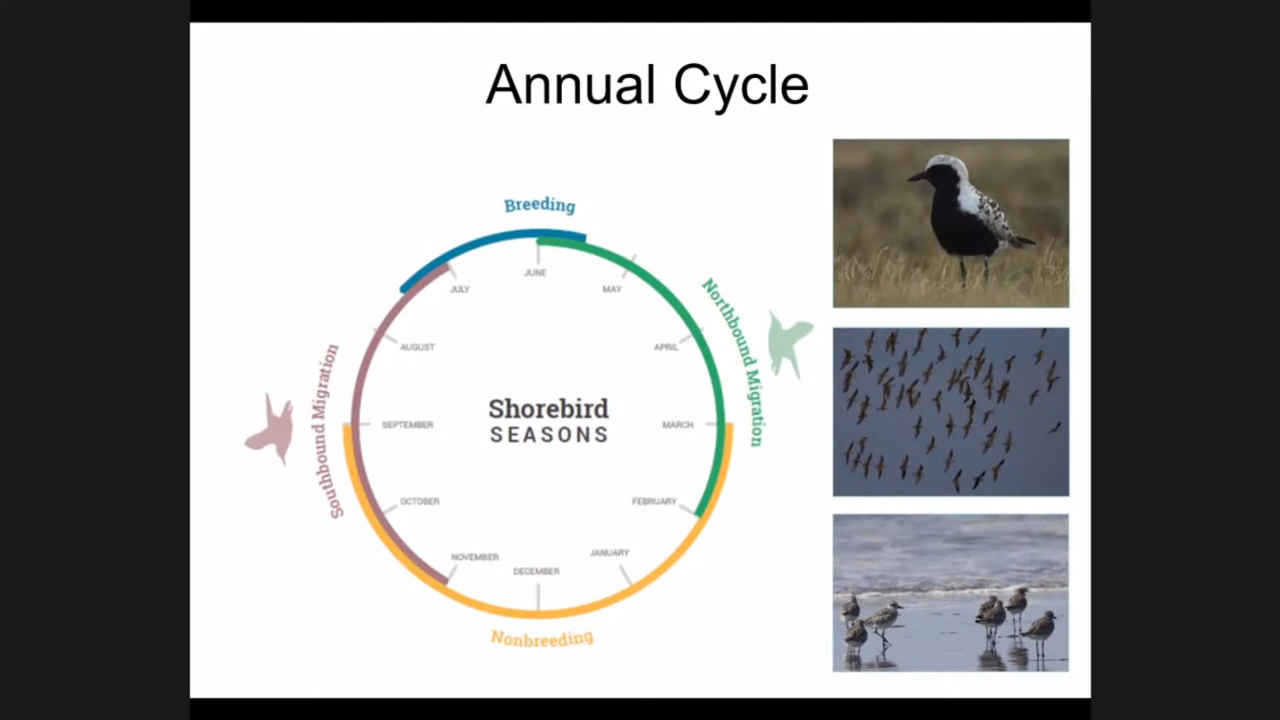 Annual Cycle
Breeding
JUNE
JULY
MAY
Northbound Migration
AUGUST
APRIL
Southbound Migration
Shorebird
SEASONS
SEPTEMBER
MARCH
OCTOBER
FEBRUARY
NOVEMBER
JANUARY
DECEMBER
Nonbreeding